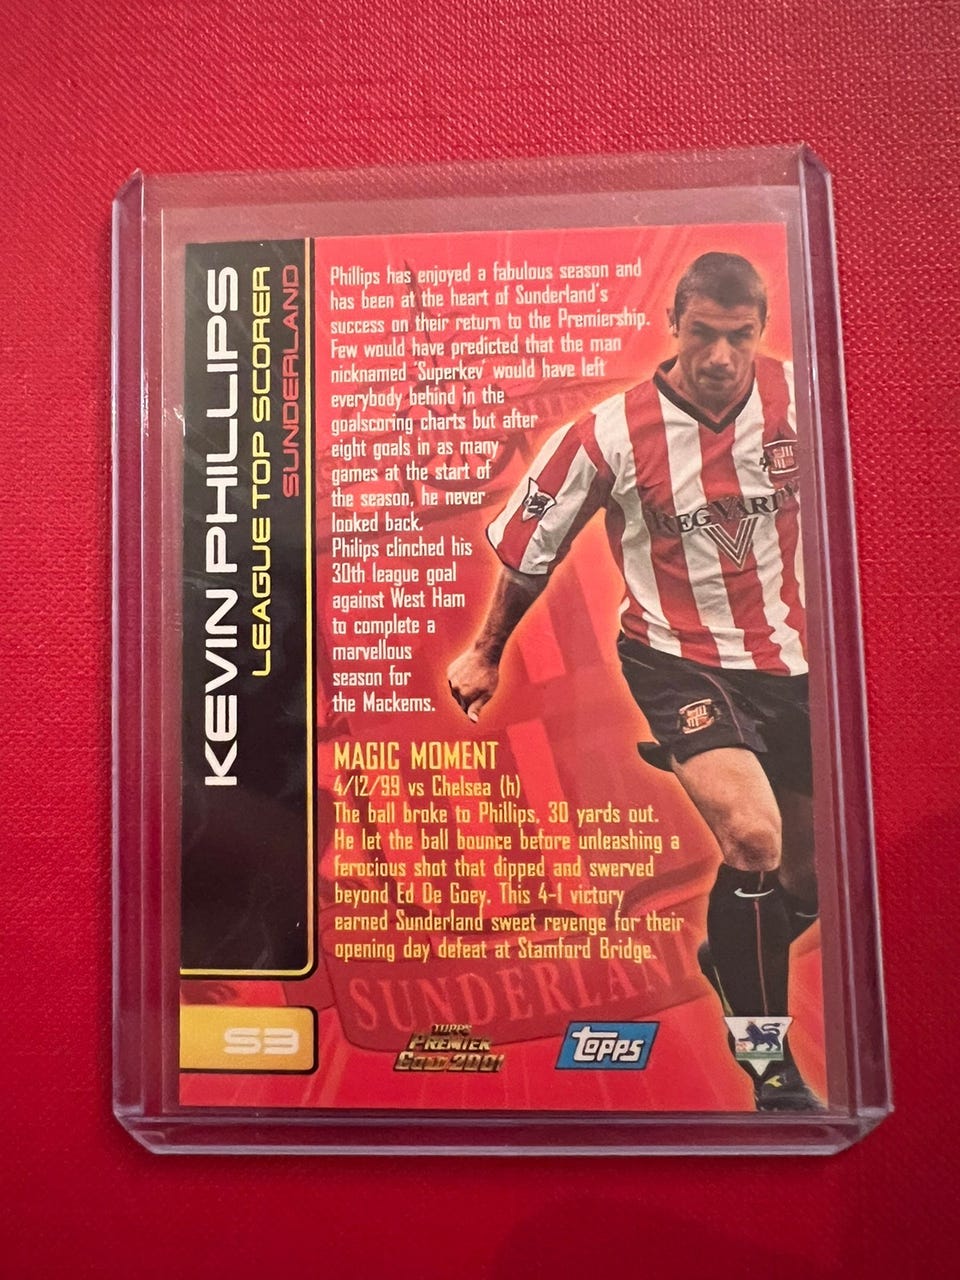 KEVIN PHILLIPS
LEAGUE TOP SCORER
SUNDERLAND
Phillips has enjoyed a fabulous season and
has been at the heart of Sunderland's
success on their return to the Premiership.
Few would have predicted that the man
nicknamed 'Superkev' would have left
everybody behind in the
goalscoring charts but after
eight goals in as many
games at the start of
the season, he never
looked back.
Philips clinched his
30th league goal
against West Ham
to complete a
marvellous
season for
the Mackems.
MAGIC MOMENT
4/12/99 vs Chelsea (h)
The ball broke to Phillips, 30 yards out.
He let the ball bounce before unleashing a
ferocious shot that dipped and swerved
beyond Ed De Goey. This 4-1 victory
earned Sunderland sweet revenge for their
opening day defeat at Stamford Bridge.
REG VARDY
SUNDERLAN
S3
TOPPS
PREMIER
GOLD 2001
Topps